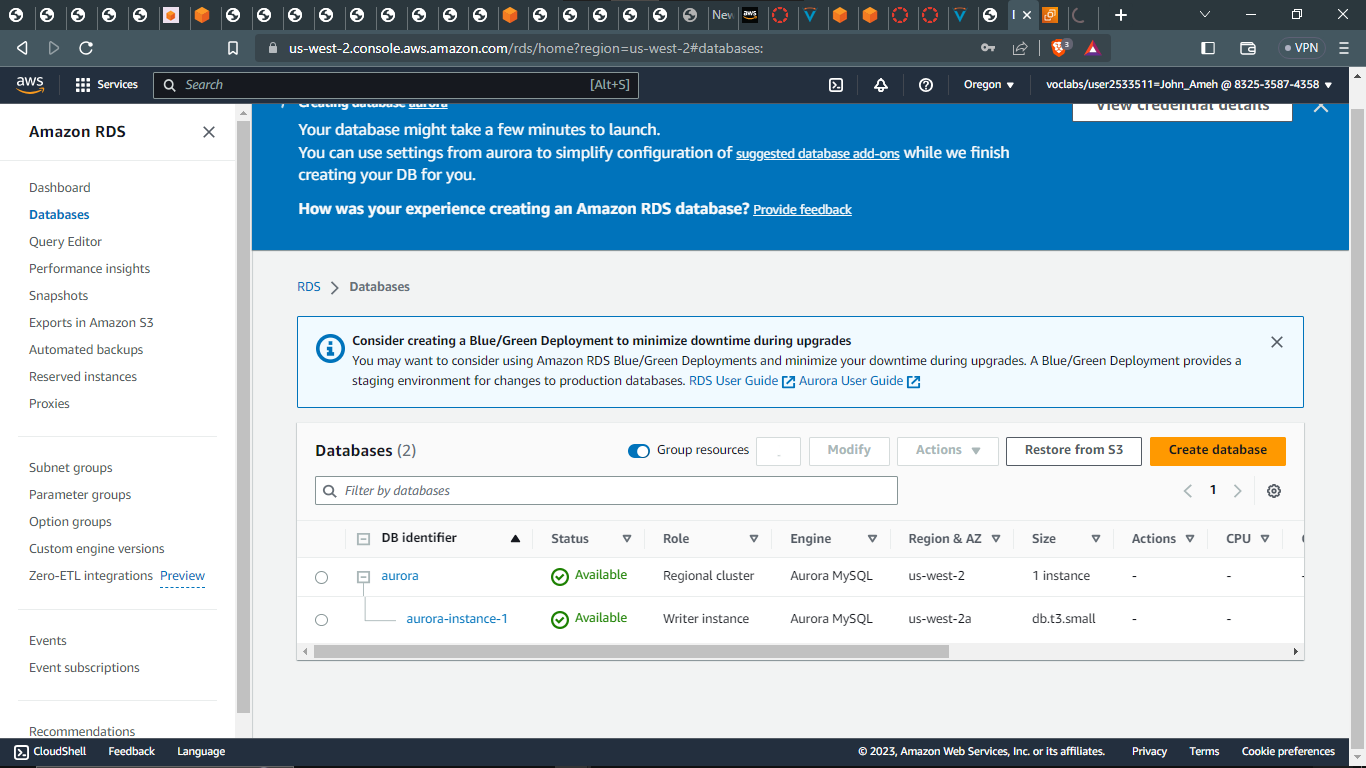 New
us-west-2.console.aws.amazon.com/rds/home?region=us-west-2#databases:
3
VPN
aws
Services
Search
[Alt+S]
Oregon
voclabs/user2533511=John_Ameh @ 8325-3587-4358
Amazon RDS
Dashboard
Databases
Query Editor
Performance insights
Snapshots
Exports in Amazon S3
Automated backups
Reserved instances
Proxies
Subnet groups
Parameter groups
Option groups
Custom engine versions
Zero-ETL integrations Preview
Events
Event subscriptions
Recommendations
Creating database aurora
View credential details
Your database might take a few minutes to launch.
You can use settings from aurora to simplify configuration of suggested database add-ons while we finish
creating your DB for you.
How was your experience creating an Amazon RDS database? Provide feedback
RDS > Databases
Consider creating a Blue/Green Deployment to minimize downtime during upgrades
You may want to consider using Amazon RDS Blue/Green Deployments and minimize your downtime during upgrades. A Blue/Green Deployment provides a
staging environment for changes to production databases. RDS User Guide Aurora User Guide
Databases (2)
Group resources
Modify
Actions
Restore from S3
Create database
Filter by databases
1
DB identifier Status Role Engine Region & AZ Size Actions CPU
aurora Available Regional cluster Aurora MySQL us-west-2 1 instance - -
aurora-instance-1 Available Writer instance Aurora MySQL us-west-2a db.t3.small - -
CloudShell Feedback Language © 2023, Amazon Web Services, Inc. or its affiliates. Privacy Terms Cookie preferences